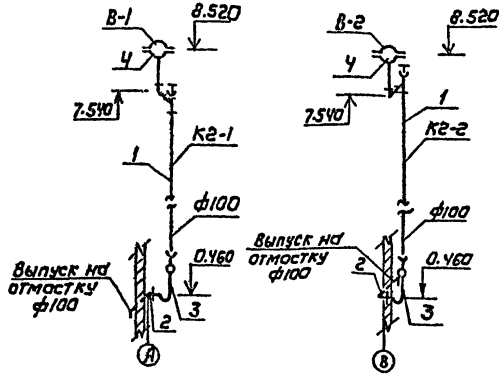 В-1
8.520
4
7.540
1
К2-1
ф100
0.460
Выпуск на
отмостку
ф100
2
3
А
В-2
8.520
4
7.540
1
К2-2
ф100
Выпуск на
отмостку
ф100
2
0.460
3
В